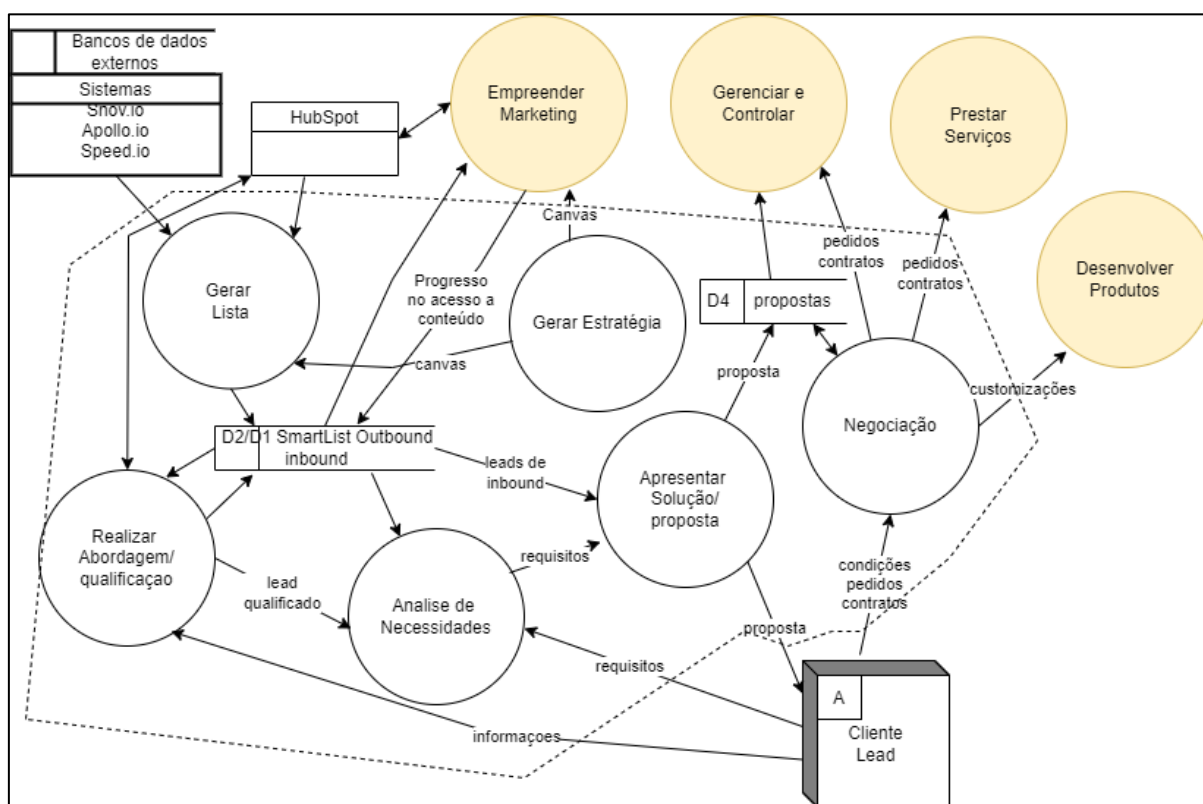 Bancos de dados
externos
Sistemas
Snov.io
Apollo.io
Speed.io
HubSpot
Empreender
Marketing
Gerenciar e
Controlar
Prestar
Serviços
Desenvolver
Produtos
Canvas
pedidos
contratos
pedidos
contratos
Gerar
Lista
Progresso
no acesso a
conteúdo
Gerar Estratégia
D4
propostas
canvas
proposta
customizações
Negociação
D2/D1 SmartList Outbound
inbound
leads de
inbound
Apresentar
Solução/
proposta
Realizar
Abordagem/
qualificaçao
requisitos
lead
qualificado
Analise de
Necessidades
condições
pedidos
contratos
proposta
requisitos
A
Cliente
Lead
informaçoes